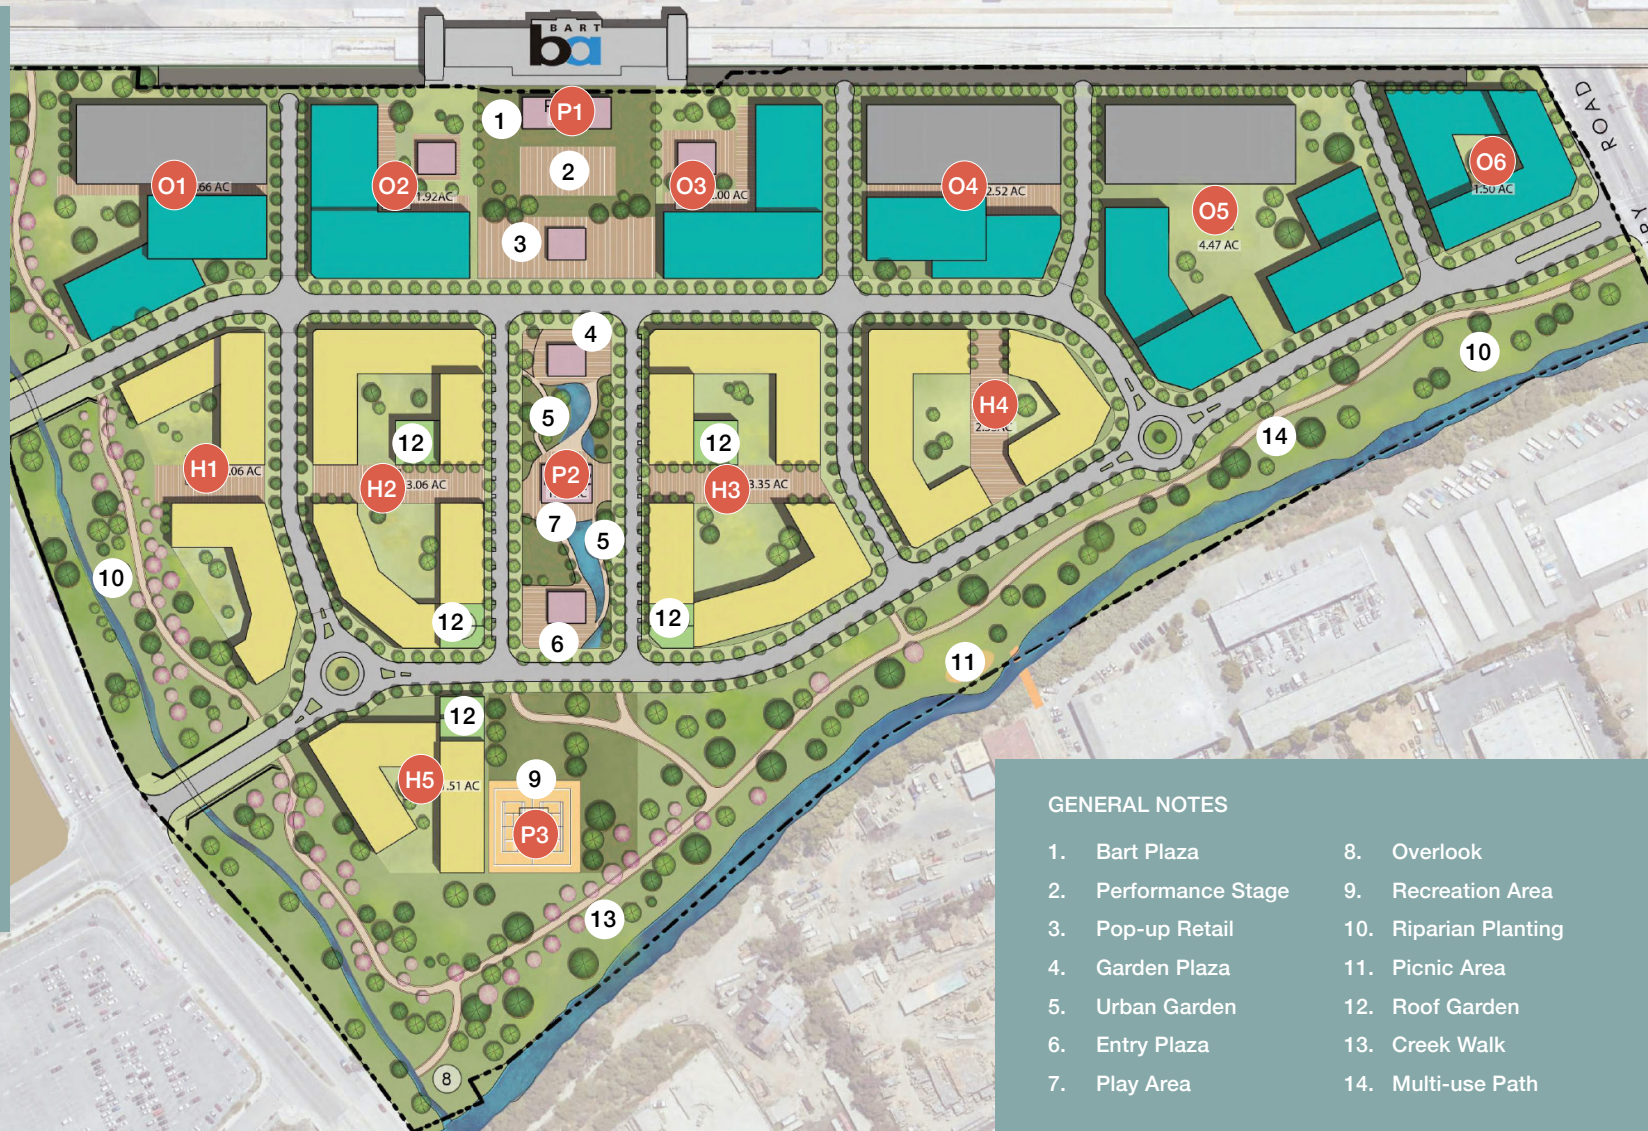 BART
ba
ROAD
P1
1
2
O1
.66 AC
O2
1.92AC
O3
.00 AC
O4
2.52 AC
O5
4.47 AC
O6
1.50 AC
3
4
10
5
H4
14
12
12
H1
.06 AC
H2
3.06 AC
P2
H3
3.35 AC
7
5
10
12
12
6
11
12
H5
.51 AC
9
P3
13
8
GENERAL NOTES
1. Bart Plaza
2. Performance Stage
3. Pop-up Retail
4. Garden Plaza
5. Urban Garden
6. Entry Plaza
7. Play Area
8. Overlook
9. Recreation Area
10. Riparian Planting
11. Picnic Area
12. Roof Garden
13. Creek Walk
14. Multi-use Path